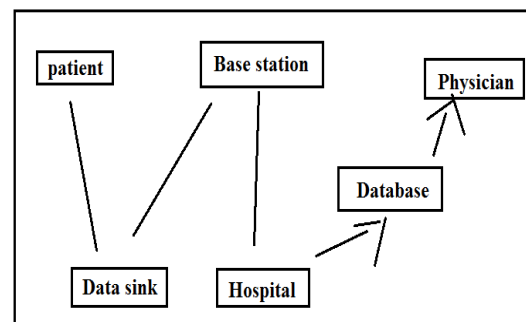 patient
Base station
Physician
Database
Data sink
Hospital